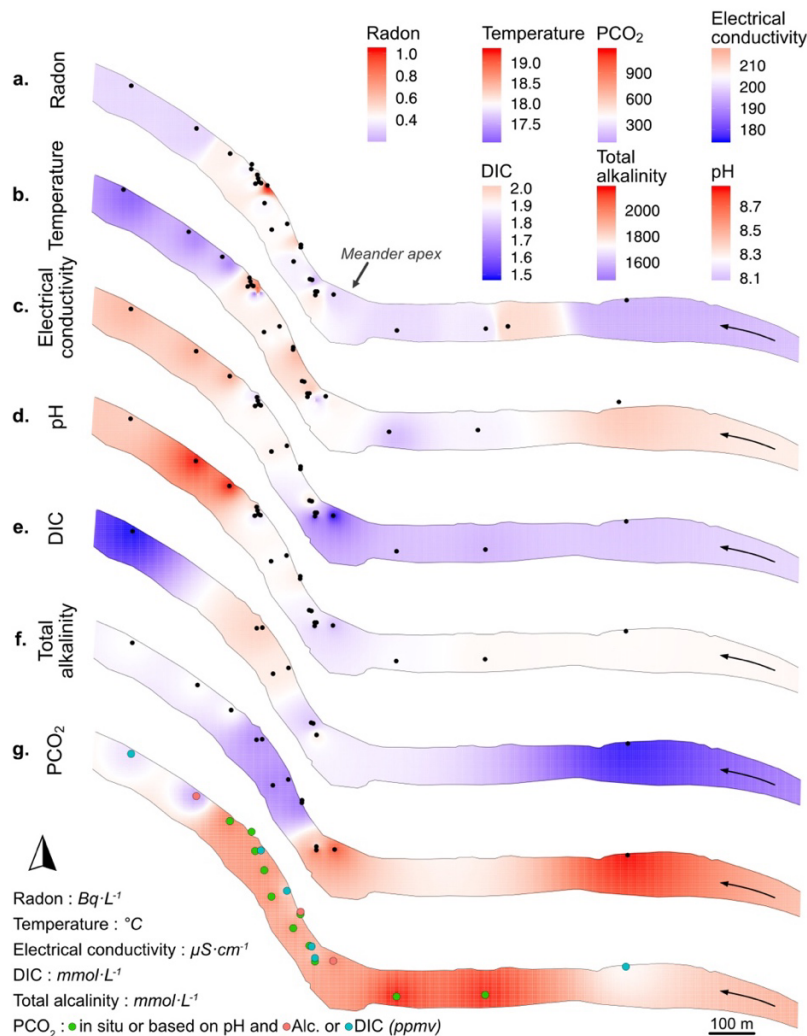 Radon
1.0
0.8
0.6
0.4
Temperature
19.0
18.5
18.0
17.5
PCO₂
900
600
300
Electrical
conductivity
210
200
190
180
DIC
2.0
1.9
1.8
1.7
1.6
1.5
Total
alkalinity
2000
1800
1600
pH
8.7
8.5
8.3
8.1
a. Radon
b. Temperature
Meander apex
c. Electrical
conductivity
d. pH
e. DIC
f. Total
alkalinity
g. PCO₂
Radon : Bq·L⁻¹
Temperature : °C
Electrical conductivity : µS·cm⁻¹
DIC : mmol·L⁻¹
Total alcalinity : mmol·L⁻¹
PCO₂ : in situ or based on pH and Alc. or DIC (ppmv)
100 m